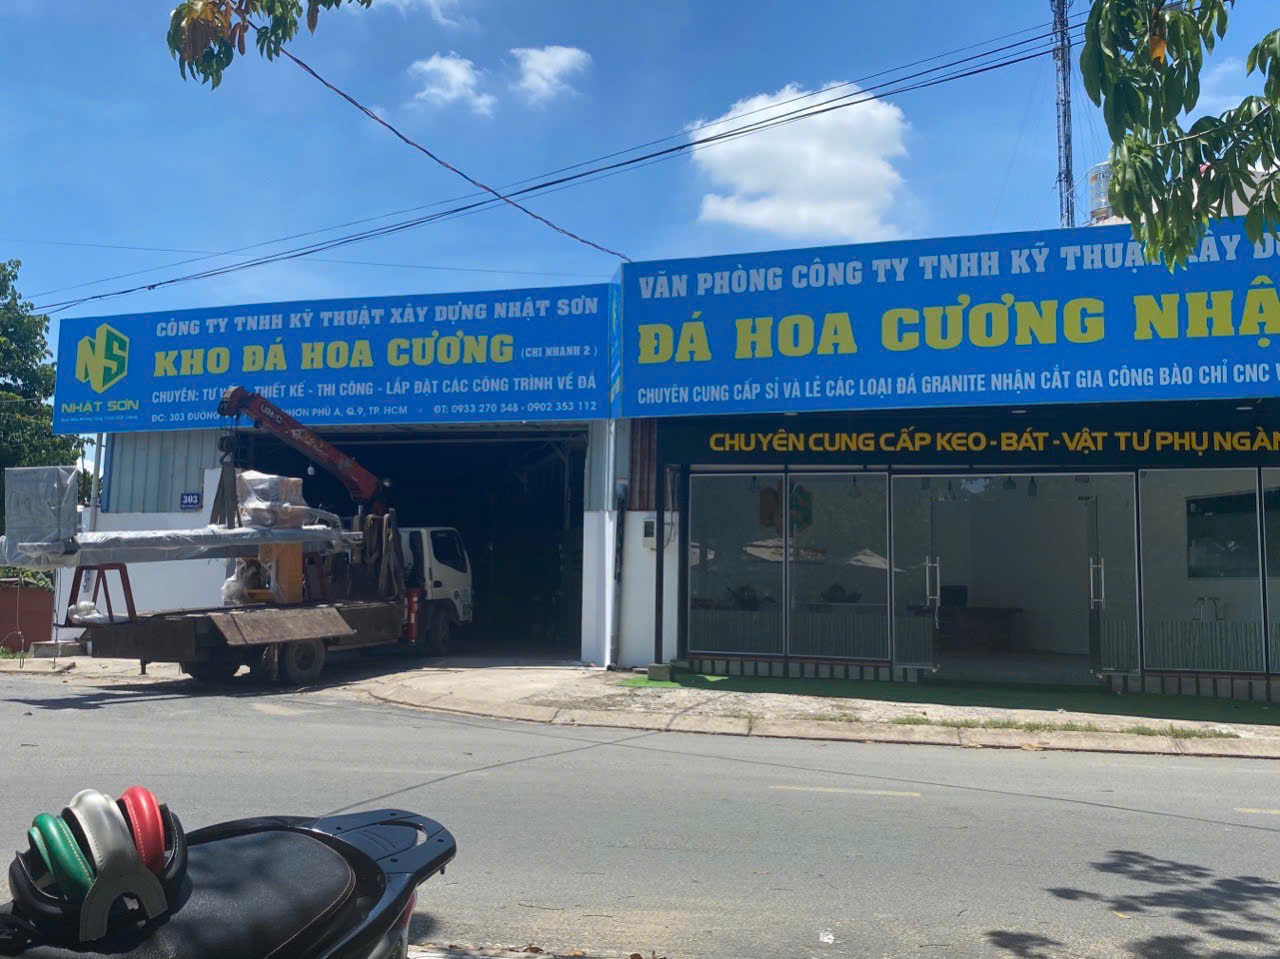 CÔNG TY TNHH KỸ THUẬT XÂY DỰNG NHẬT SƠN
KHO ĐÁ HOA CƯƠNG (CHI NHÁNH 2)
CHUYÊN: TƯ THIẾT KẾ - THI CÔNG - LẮP ĐẶT CÁC CÔNG TRÌNH VỀ ĐÁ
ĐC: 303 ĐƯỜNG NHƠN PHÚ A, Q.9, TP. HCM - ĐT: 0933 270 348 - 0902 353 112
NS
NHẬT SƠN
VĂN PHÒNG CÔNG TY TNHH KỸ THUẬT XÂY
ĐÁ HOA CƯƠNG NHẬ
CHUYÊN CUNG CẤP SỈ VÀ LẺ CÁC LOẠI ĐÁ GRANITE NHẬN CẮT GIA CÔNG BÀO CHỈ CNC
CHUYÊN CUNG CẤP KEO - BÁT - VẬT TƯ PHỤ NGÀN
303
NS